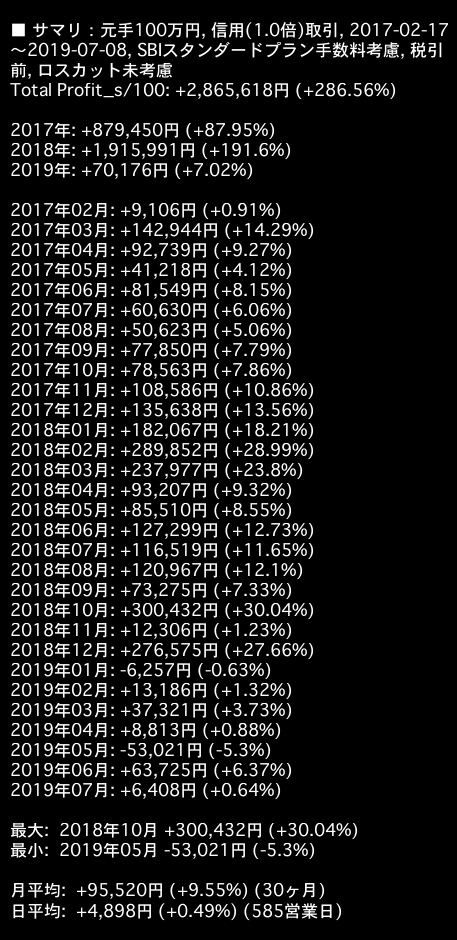 ■ サマリ：元手100万円, 信用(1.0倍)取引, 2017-02-17
〜2019-07-08, SBIスタンダードプラン手数料考慮, 税引
前, ロスカット未考慮
Total Profit_s/100: +2,865,618円 (+286.56%)
2017年: +879,450円 (+87.95%)
2018年: +1,915,991円 (+191.6%)
2019年: +70,176円 (+7.02%)
2017年02月: +9,106円 (+0.91%)
2017年03月: +142,944円 (+14.29%)
2017年04月: +92,739円 (+9.27%)
2017年05月: +41,218円 (+4.12%)
2017年06月: +81,549円 (+8.15%)
2017年07月: +60,630円 (+6.06%)
2017年08月: +50,623円 (+5.06%)
2017年09月: +77,850円 (+7.79%)
2017年10月: +78,563円 (+7.86%)
2017年11月: +108,586円 (+10.86%)
2017年12月: +135,638円 (+13.56%)
2018年01月: +182,067円 (+18.21%)
2018年02月: +289,852円 (+28.99%)
2018年03月: +237,977円 (+23.8%)
2018年04月: +93,207円 (+9.32%)
2018年05月: +85,510円 (+8.55%)
2018年06月: +127,299円 (+12.73%)
2018年07月: +116,519円 (+11.65%)
2018年08月: +120,967円 (+12.1%)
2018年09月: +73,275円 (+7.33%)
2018年10月: +300,432円 (+30.04%)
2018年11月: +12,306円 (+1.23%)
2018年12月: +276,575円 (+27.66%)
2019年01月: -6,257円 (-0.63%)
2019年02月: +13,186円 (+1.32%)
2019年03月: +37,321円 (+3.73%)
2019年04月: +8,813円 (+0.88%)
2019年05月: -53,021円 (-5.3%)
2019年06月: +63,725円 (+6.37%)
2019年07月: +6,408円 (+0.64%)
最大: 2018年10月 +300,432円 (+30.04%)
最小: 2019年05月 -53,021円 (-5.3%)
月平均: +95,520円 (+9.55%) (30ヶ月)
日平均: +4,898円 (+0.49%) (585営業日)